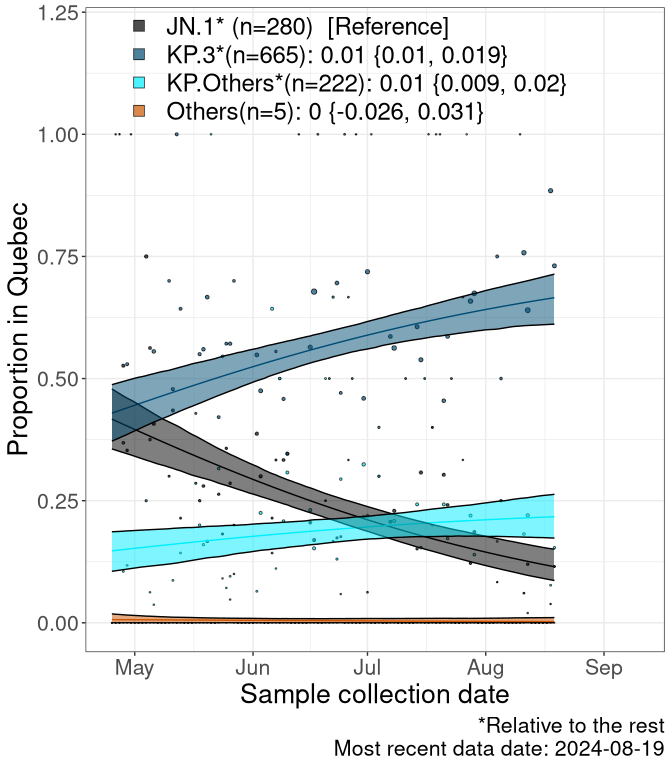 1.25
JN.1* (n=280)  [Reference]
KP.3*(n=665): 0.01 {0.01, 0.019}
KP.Others*(n=222): 0.01 {0.009, 0.02}
Others(n=5): 0 {-0.026, 0.031}
1.00
0.75
0.50
0.25
0.00
Proportion in Quebec
May Jun Jul Aug Sep
Sample collection date
*Relative to the rest
Most recent data date: 2024-08-19